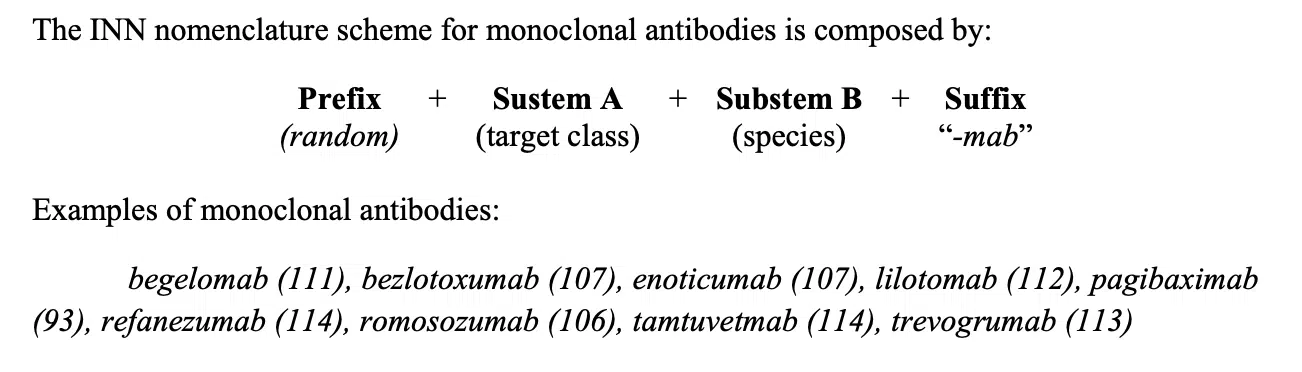 The INN nomenclature scheme for monoclonal antibodies is composed by:
Prefix + Sustem A + Substem B + Suffix
(random) (target class) (species) “-mab”
Examples of monoclonal antibodies:
begelomab (111), bezlotoxumab (107), enoticumab (107), lilotomab (112), pagibaximab
(93), refanezumab (114), romosozumab (106), tamtuvetmab (114), trevogrumab (113)